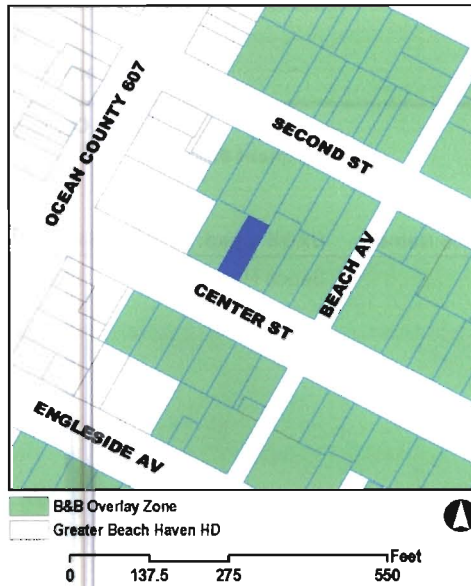 OCEAN COUNTY 607
SECOND ST
BEACH AV
CENTER ST
ENGLESIDE AV
B&B Overlay Zone
Greater Beach Haven HD
Feet
0 137.5 275 550